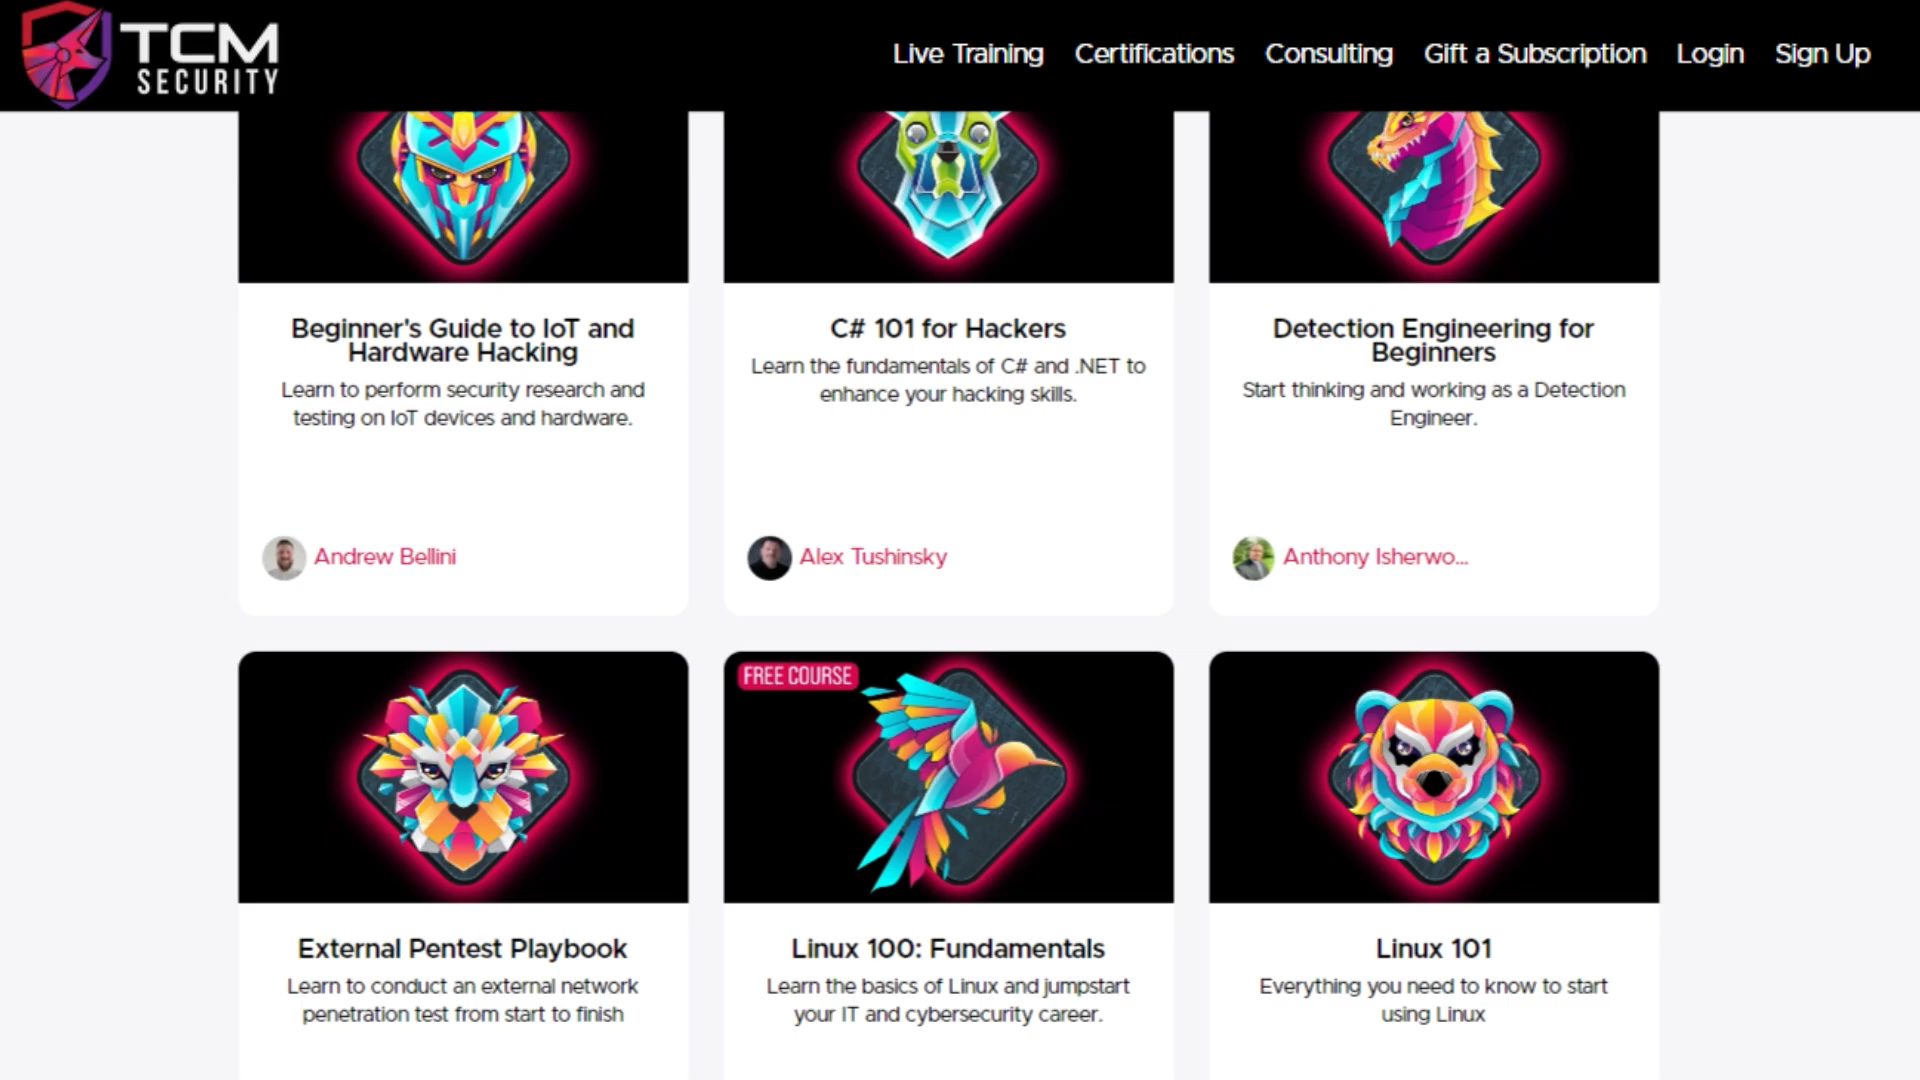 TCM
SECURITY
Live Training
Certifications
Consulting
Gift a Subscription
Login
Sign Up
Beginner's Guide to IoT and
Hardware Hacking
Learn to perform security research and
testing on IoT devices and hardware.
Andrew Bellini
C# 101 for Hackers
Learn the fundamentals of C# and .NET to
enhance your hacking skills.
Alex Tushinsky
Detection Engineering for
Beginners
Start thinking and working as a Detection
Engineer.
Anthony Isherwo...
External Pentest Playbook
Learn to conduct an external network
penetration test from start to finish
FREE COURSE
Linux 100: Fundamentals
Learn the basics of Linux and jumpstart
your IT and cybersecurity career.
Linux 101
Everything you need to know to start
using Linux